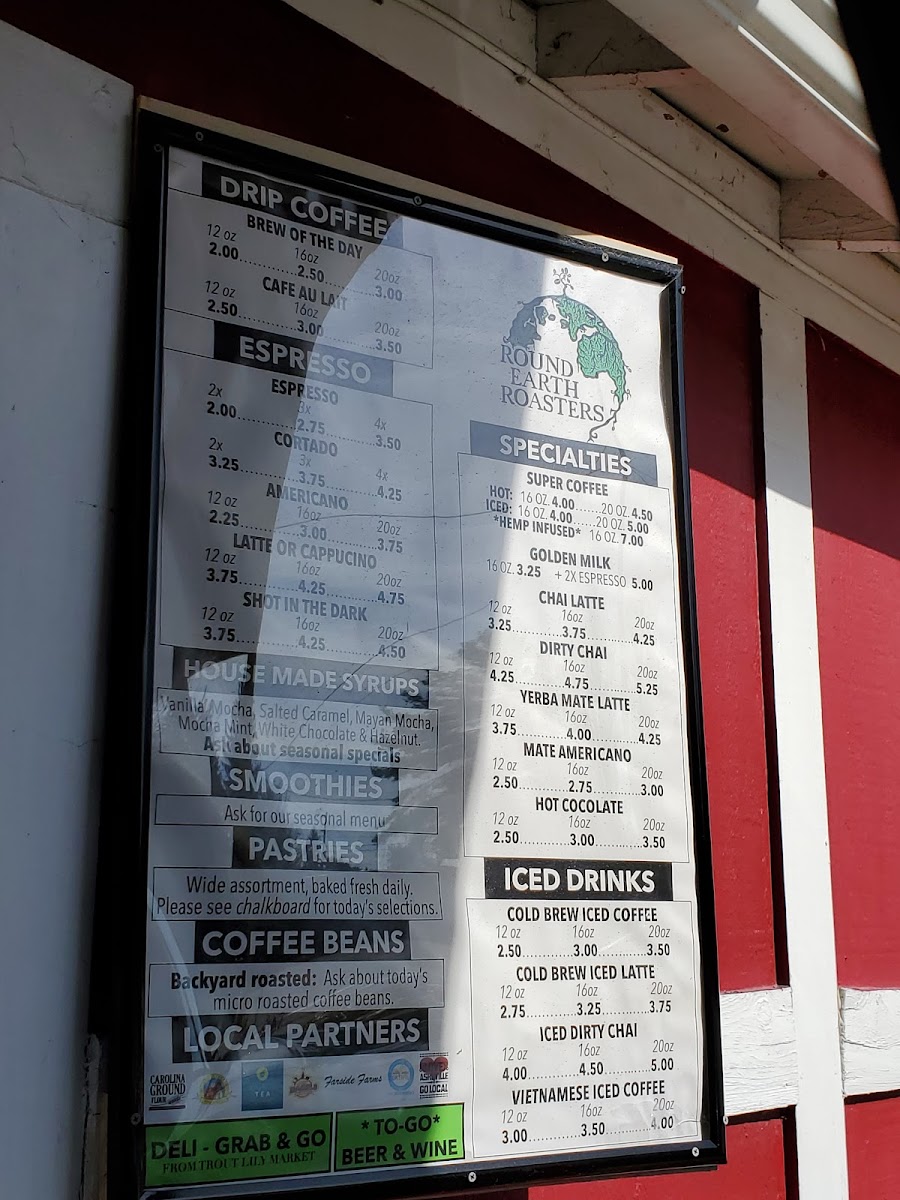 DRIP COFFEE
BREW OF THE DAY
12 oz 16oz 20oz
2.00 2.50 3.00
CAFE AU LAIT
12 oz 16oz 20oz
2.50 3.00 3.50
ESPRESSO
ESPRESSO
2x 3x 4x
2.00 2.75 3.50
CORTADO
2x 3x 4x
3.25 3.75 4.25
AMERICANO
12 oz 16oz 20oz
2.25 3.00 3.75
LATTE OR CAPPUCINO
12 oz 16oz 20oz
3.75 4.25 4.75
SHOT IN THE DARK
12 oz 16oz 20oz
3.75 4.25 4.50
HOUSE MADE SYRUPS
Vanilla, Mocha, Salted Caramel, Mayan Mocha,
Mocha Mint, White Chocolate & Hazelnut.
Ask about seasonal specials
SMOOTHIES
Ask for our seasonal menu
PASTRIES
Wide assortment, baked fresh daily.
Please see chalkboard for today's selections.
COFFEE BEANS
Backyard roasted: Ask about today's
micro roasted coffee beans.
LOCAL PARTNERS
CAROLINA
GROUND
FLOUR
TEA
Farside Farms
ASHEVILLE
GO LOCAL
DELI - GRAB & GO
FROM TROUT LILY MARKET
* TO-GO*
BEER & WINE
ROUND
EARTH
ROASTERS
SPECIALTIES
SUPER COFFEE
HOT: 16 OZ. 4.00 20 OZ. 4.50
ICED: 16 OZ. 4.00 20 OZ. 5.00
*HEMP INFUSED* 16 OZ. 7.00
GOLDEN MILK
16 OZ. 3.25 + 2X ESPRESSO 5.00
CHAI LATTE
12 oz 16oz 20oz
3.25 3.75 4.25
DIRTY CHAI
12 oz 16oz 20oz
4.25 4.75 5.25
YERBA MATE LATTE
12 oz 16oz 20oz
3.75 4.00 4.25
MATE AMERICANO
12 oz 16oz 20oz
2.50 2.75 3.00
HOT COCOLATE
12 oz 16oz 20oz
2.50 3.00 3.50
ICED DRINKS
COLD BREW ICED COFFEE
12 oz 16oz 20oz
2.50 3.00 3.50
COLD BREW ICED LATTE
12 oz 16oz 20oz
2.75 3.25 3.75
ICED DIRTY CHAI
12 oz 16oz 20oz
4.00 4.50 5.00
VIETNAMESE ICED COFFEE
12 oz 16oz 20oz
3.00 3.50 4.00